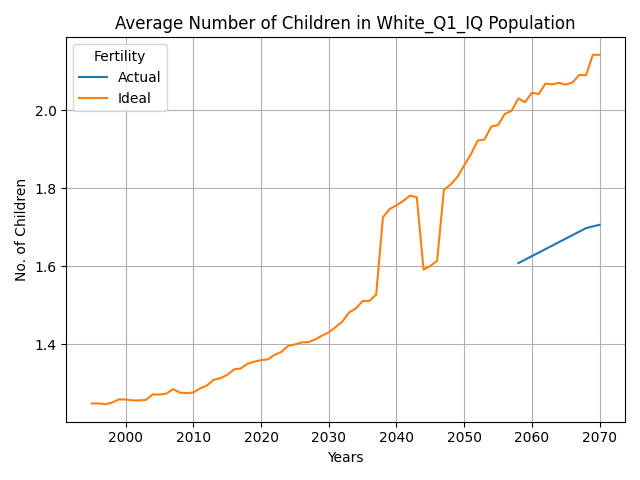 Average Number of Children in White_Q1_IQ Population
Fertility
Actual
Ideal
No. of Children
2.0
1.8
1.6
1.4
2000 2010 2020 2030 2040 2050 2060 2070
Years